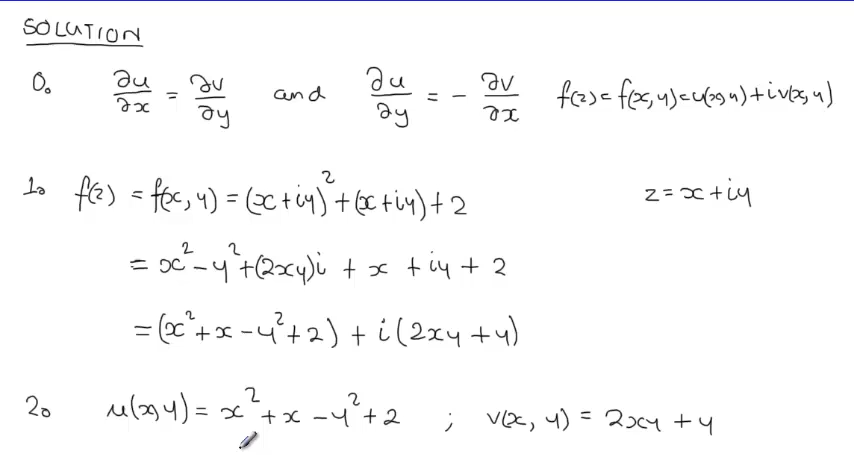 SOLUTION
0. ∂u/∂x = ∂v/∂y and ∂u/∂y = - ∂v/∂x f(z) = f(x, y) = u(x, y) + i v(x, y)
1. f(z) = f(x, y) = (x + iy)² + (x + iy) + 2 z = x + iy
= x² - y² + (2xy)i + x + iy + 2
= (x² + x - y² + 2) + i(2xy + y)
2. u(x, y) = x² + x - y² + 2 ; v(x, y) = 2xy + y